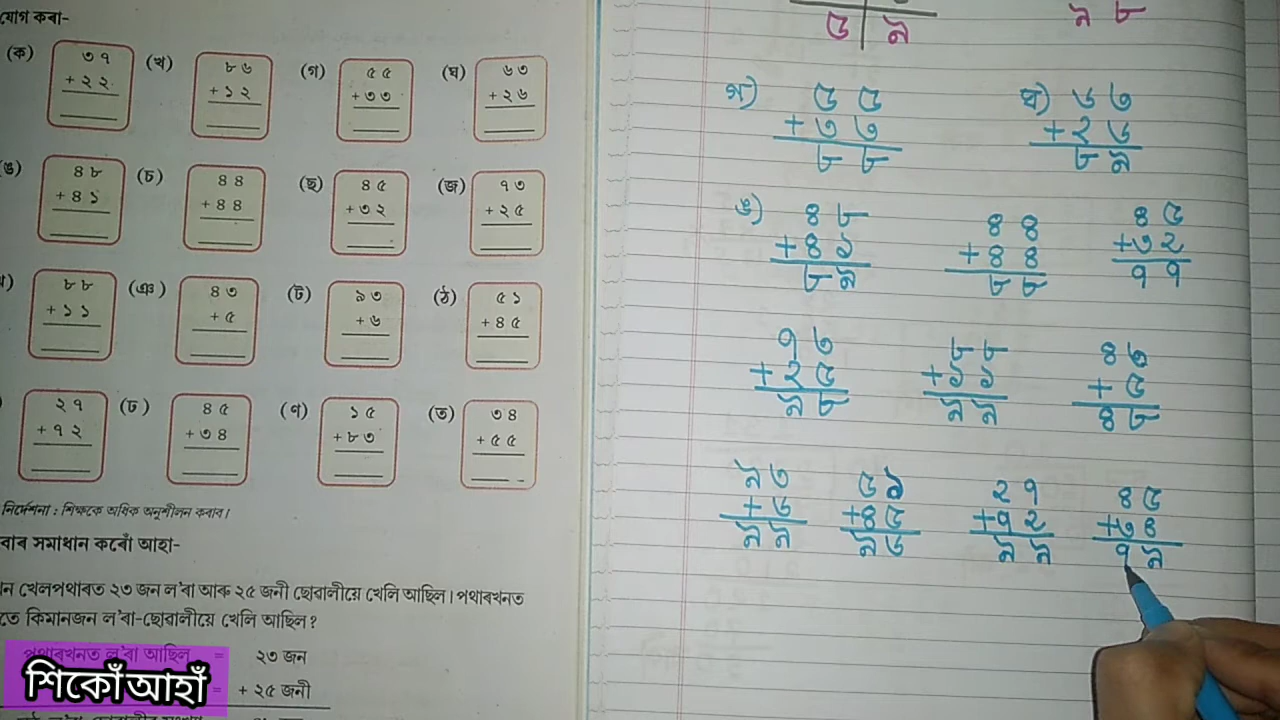 যোগ কৰা-
(ক) ৩৭ (খ) ৮৬ (গ) ৫৫ (ঘ) ৬৩
+ ২২ + ১২ + ৩৩ + ২৬
৪৮ (চ) ৪৪ (ছ) ৪৫ (জ) ৭৩
+ ৪১ + ৪৪ + ৩২ + ২৫
৮৮ (ঞ) ৪৩ (ট) ৯৩ (ঠ) ৫১
+ ১১ + ৫ + ৬ + ৪৫
২৭ (ঢ) ৪৫ (ণ) ১৫ (ত) ৩৪
+ ৭২ + ৩৪ + ৮৩ + ৫৫
নিৰ্দেশনা : শিক্ষকে অধিক অনুশীলন কৰাব।
বাৰ সমাধান কৰোঁ আহা-
খেলপথাৰত ২৩ জন ল'ৰা আৰু ২৫ জনী ছোৱালীয়ে খেলি আছিল। পথাৰখনত
কিমানজন ল'ৰা-ছোৱালীয়ে খেলি আছিল?
পথাৰখনত ল'ৰা আছিল = ২৩ জন
= + ২৫ জনী
শিকোঁ আহাঁ
৫ ৯ ৯ ৮
গ) ৫৫ ঘ) ৬৩
+ ৩৩ + ২৬
৮৮ ৮৯
ঙ) ৪৮ ৪৪ ৪৫
+ ৪১ + ৪৪ + ৩২
৮৯ ৮৮ ৭৭
৭৩ ৮৮ ৪৩
+ ২৫ + ১১ + ৫
৯৮ ৯৯ ৪৮
৯৩ ৫১ ২৭ ৪৫
+ ৬ + ৪৫ + ৭২ + ৩৪
৯৯ ৯৬ ৯৯ ৭৯